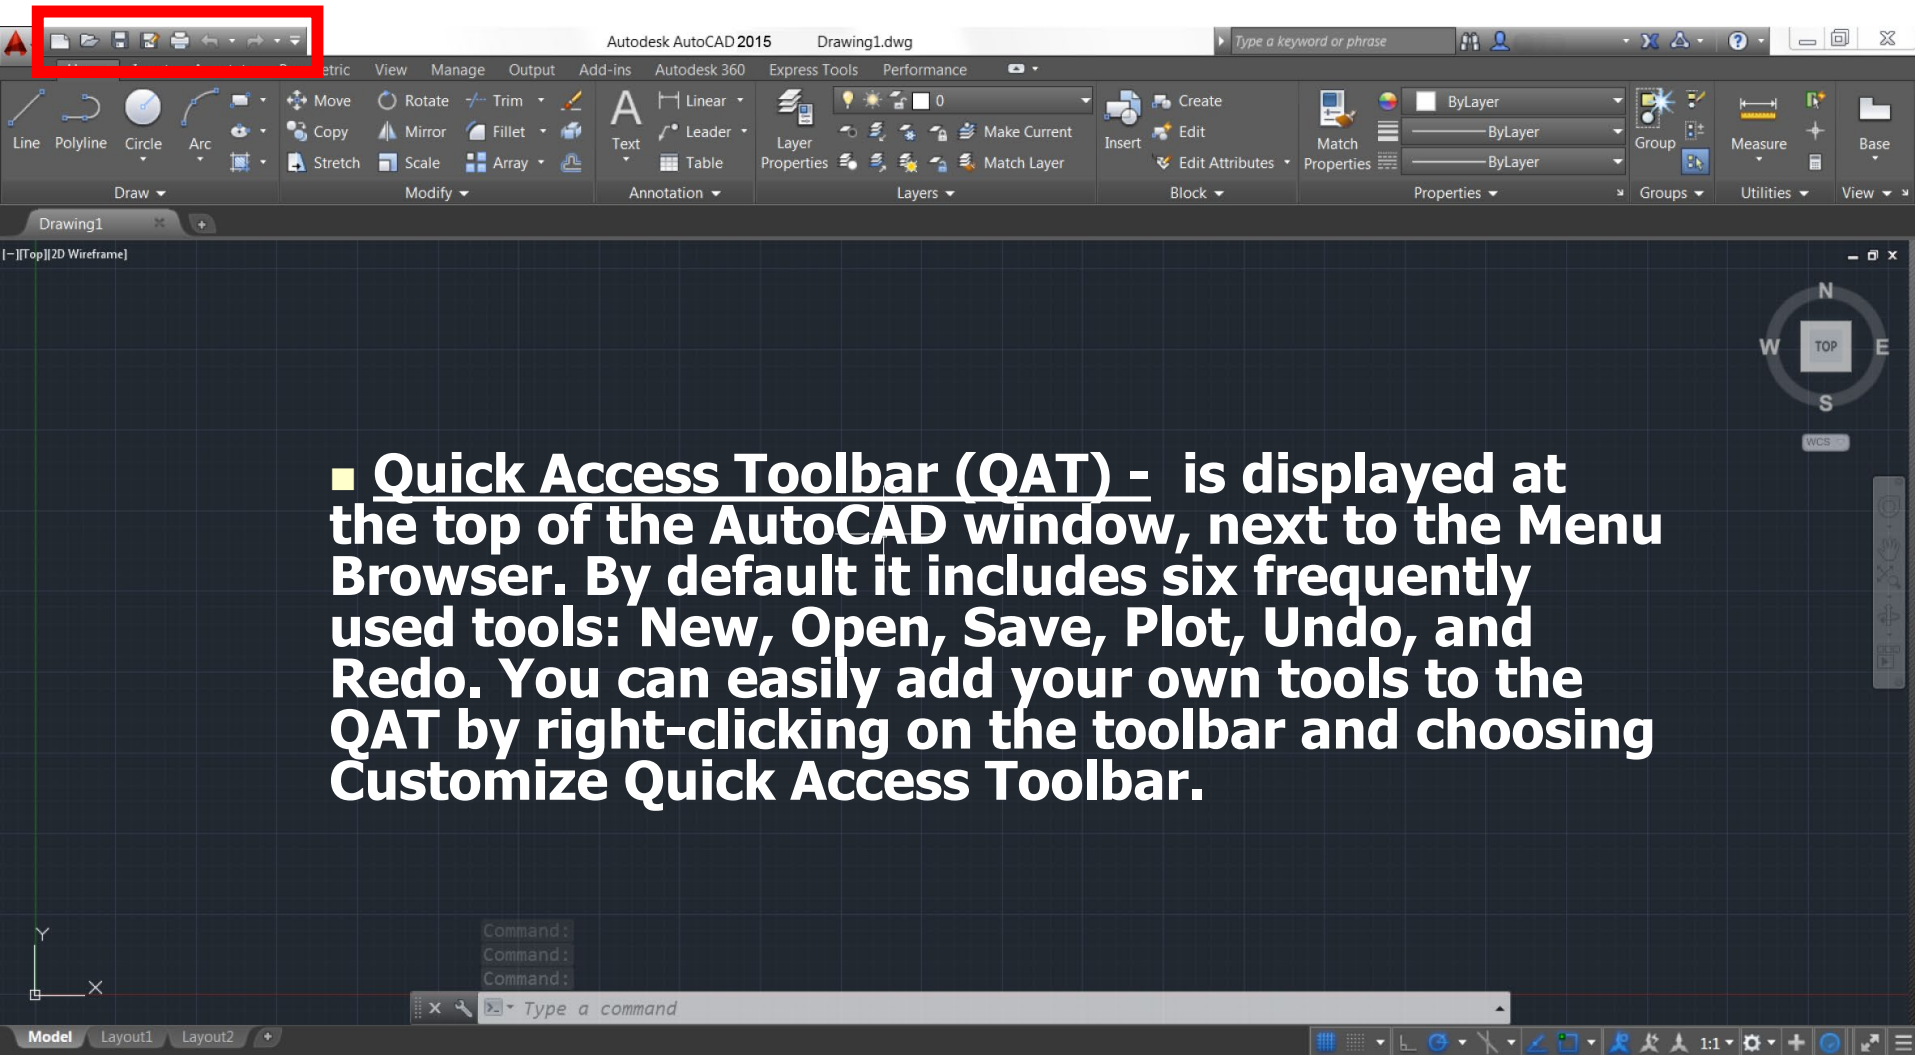 Autodesk AutoCAD 2015 Drawing1.dwg Type a keyword or phrase
View Manage Output Add-ins Autodesk 360 Express Tools Performance
Line Polyline Circle Arc
Move Rotate Trim
Copy Mirror Fillet
Stretch Scale Array
Text Linear
Leader
Table
Layer Properties
0
Make Current
Match Layer
Insert Create
Edit
Edit Attributes
Match Properties
ByLayer
ByLayer
ByLayer
Group Measure Base
Draw Modify Annotation Layers Block Properties Groups Utilities View
Drawing1
[−][Top][2D Wireframe]
N
W TOP E
S
WCS
Quick Access Toolbar (QAT) - is displayed at
the top of the AutoCAD window, next to the Menu
Browser. By default it includes six frequently
used tools: New, Open, Save, Plot, Undo, and
Redo. You can easily add your own tools to the
QAT by right-clicking on the toolbar and choosing
Customize Quick Access Toolbar.
Y
X
Command:
Command:
Command:
Type a command
Model Layout1 Layout2 1:1